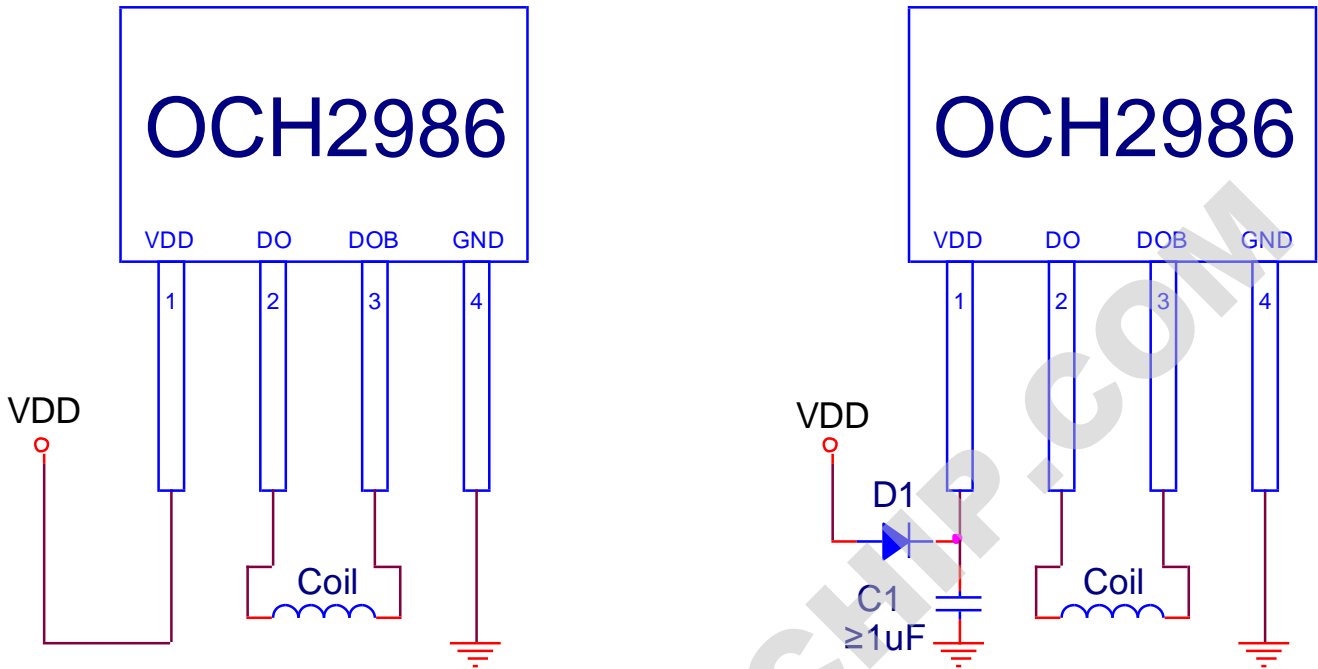 OCH2986
VDD DO DOB GND
1 2 3 4
VDD
Coil
OCH2986
VDD DO DOB GND
1 2 3 4
VDD
D1
C1
≥1uF
Coil
CHIP.COM